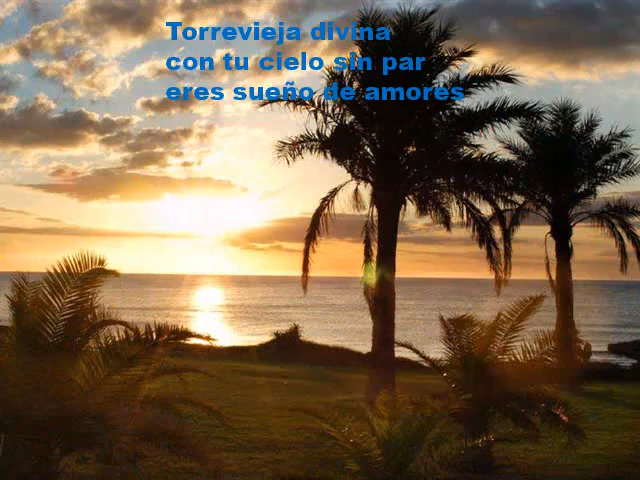 Torrevieja divina
con tu cielo sin par
eres sueño de amores